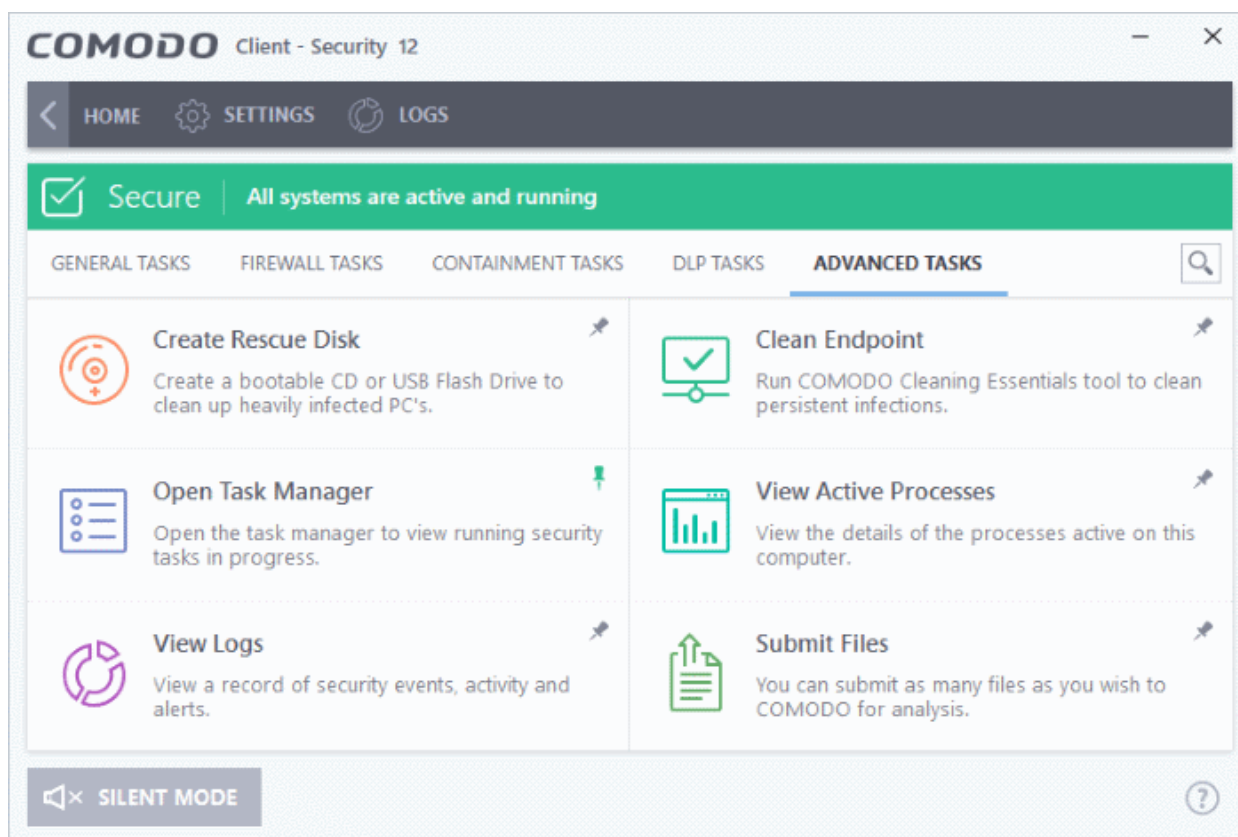 COMODO Client - Security 12
HOME SETTINGS LOGS
Secure All systems are active and running
GENERAL TASKS FIREWALL TASKS CONTAINMENT TASKS DLP TASKS ADVANCED TASKS
Create Rescue Disk
Create a bootable CD or USB Flash Drive to
clean up heavily infected PC's.
Clean Endpoint
Run COMODO Cleaning Essentials tool to clean
persistent infections.
Open Task Manager
Open the task manager to view running security
tasks in progress.
View Active Processes
View the details of the processes active on this
computer.
View Logs
View a record of security events, activity and
alerts.
Submit Files
You can submit as many files as you wish to
COMODO for analysis.
SILENT MODE
?